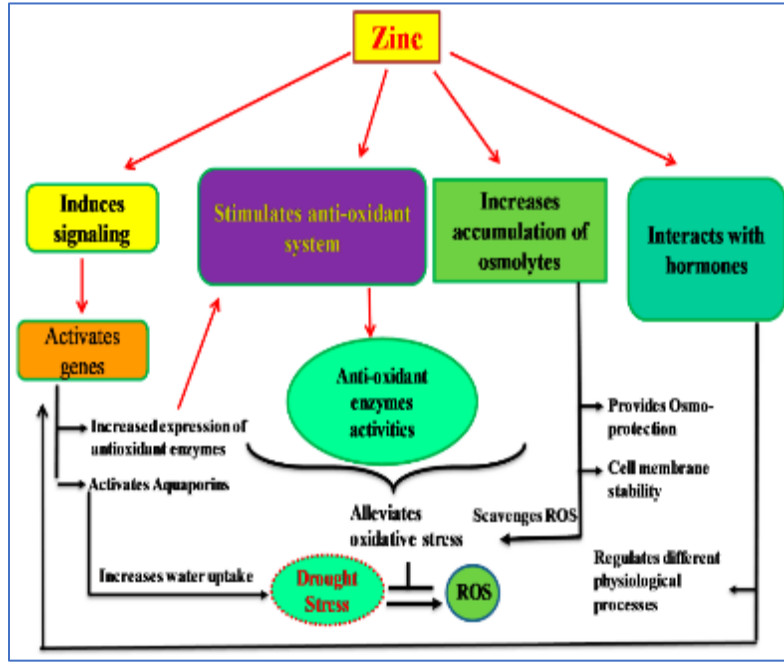 Zinc
Induces
signaling
Stimulates anti-oxidant
system
Increases
accumulation of
osmolytes
Interacts with
hormones
Activates
genes
Anti-oxidant
enzymes
activities
Increased expression of
antioxidant enzymes
Activates Aquaporins
Provides Osmo-
protection
Cell membrane
stability
Alleviates
oxidative stress
Scavenges ROS
Increases water uptake
Drought
Stress
ROS
Regulates different
physiological
processes